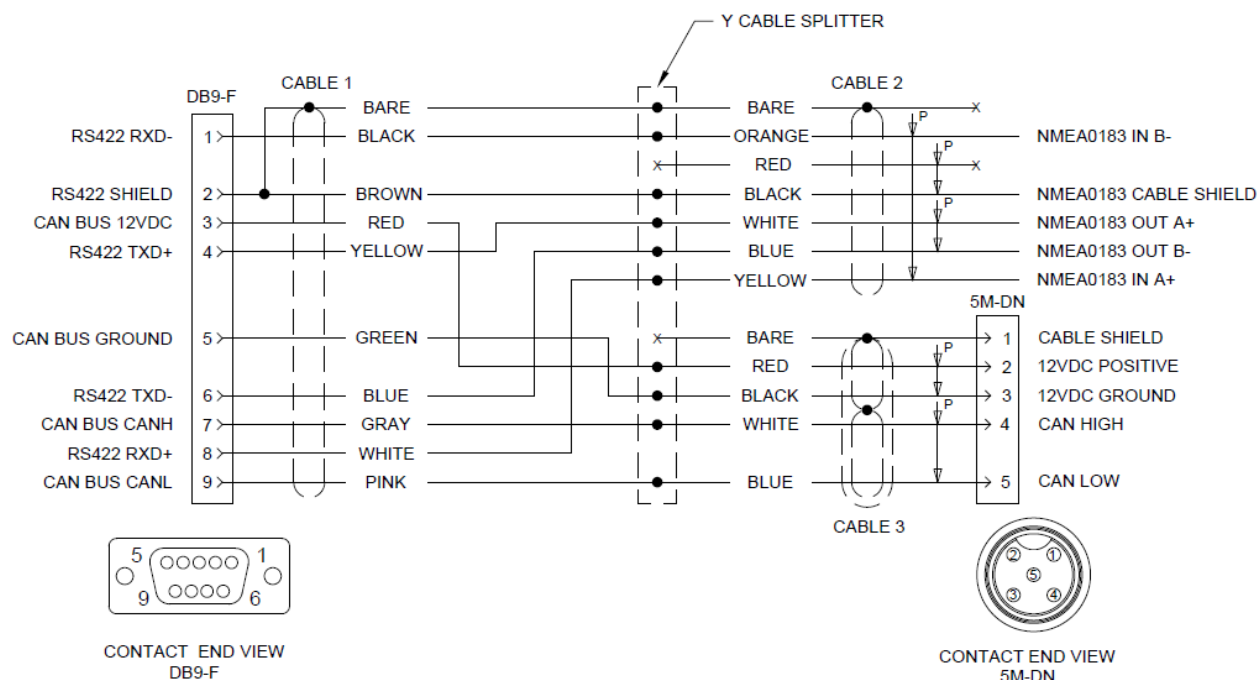 Y CABLE SPLITTER
CABLE 1
CABLE 2
DB9-F
BARE
BARE
X
P
RS422 RXD-
1
BLACK
ORANGE
NMEA0183 IN B-
X
RED
P
X
RS422 SHIELD
2
BROWN
BLACK
NMEA0183 CABLE SHIELD
CAN BUS 12VDC
3
RED
WHITE
P
NMEA0183 OUT A+
RS422 TXD+
4
YELLOW
BLUE
NMEA0183 OUT B-
YELLOW
NMEA0183 IN A+
5M-DN
CAN BUS GROUND
5
GREEN
X
BARE
1
CABLE SHIELD
RED
P
2
12VDC POSITIVE
RS422 TXD-
6
BLUE
BLACK
3
12VDC GROUND
CAN BUS CANH
7
GRAY
WHITE
P
4
CAN HIGH
RS422 RXD+
8
WHITE
CAN BUS CANL
9
PINK
BLUE
5
CAN LOW
CABLE 3
5
1
9
6
2
1
5
3
4
CONTACT END VIEW
DB9-F
CONTACT END VIEW
5M-DN